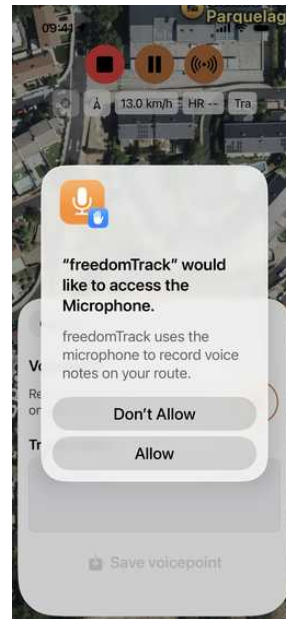 Parquelag
09:41
13.0 km/h
HR --
Tra
“freedomTrack” would
like to access the
Microphone.
freedomTrack uses the
microphone to record voice
notes on your route.
Vo
Re
on
Don’t Allow
Tr
Allow
Save voicepoint